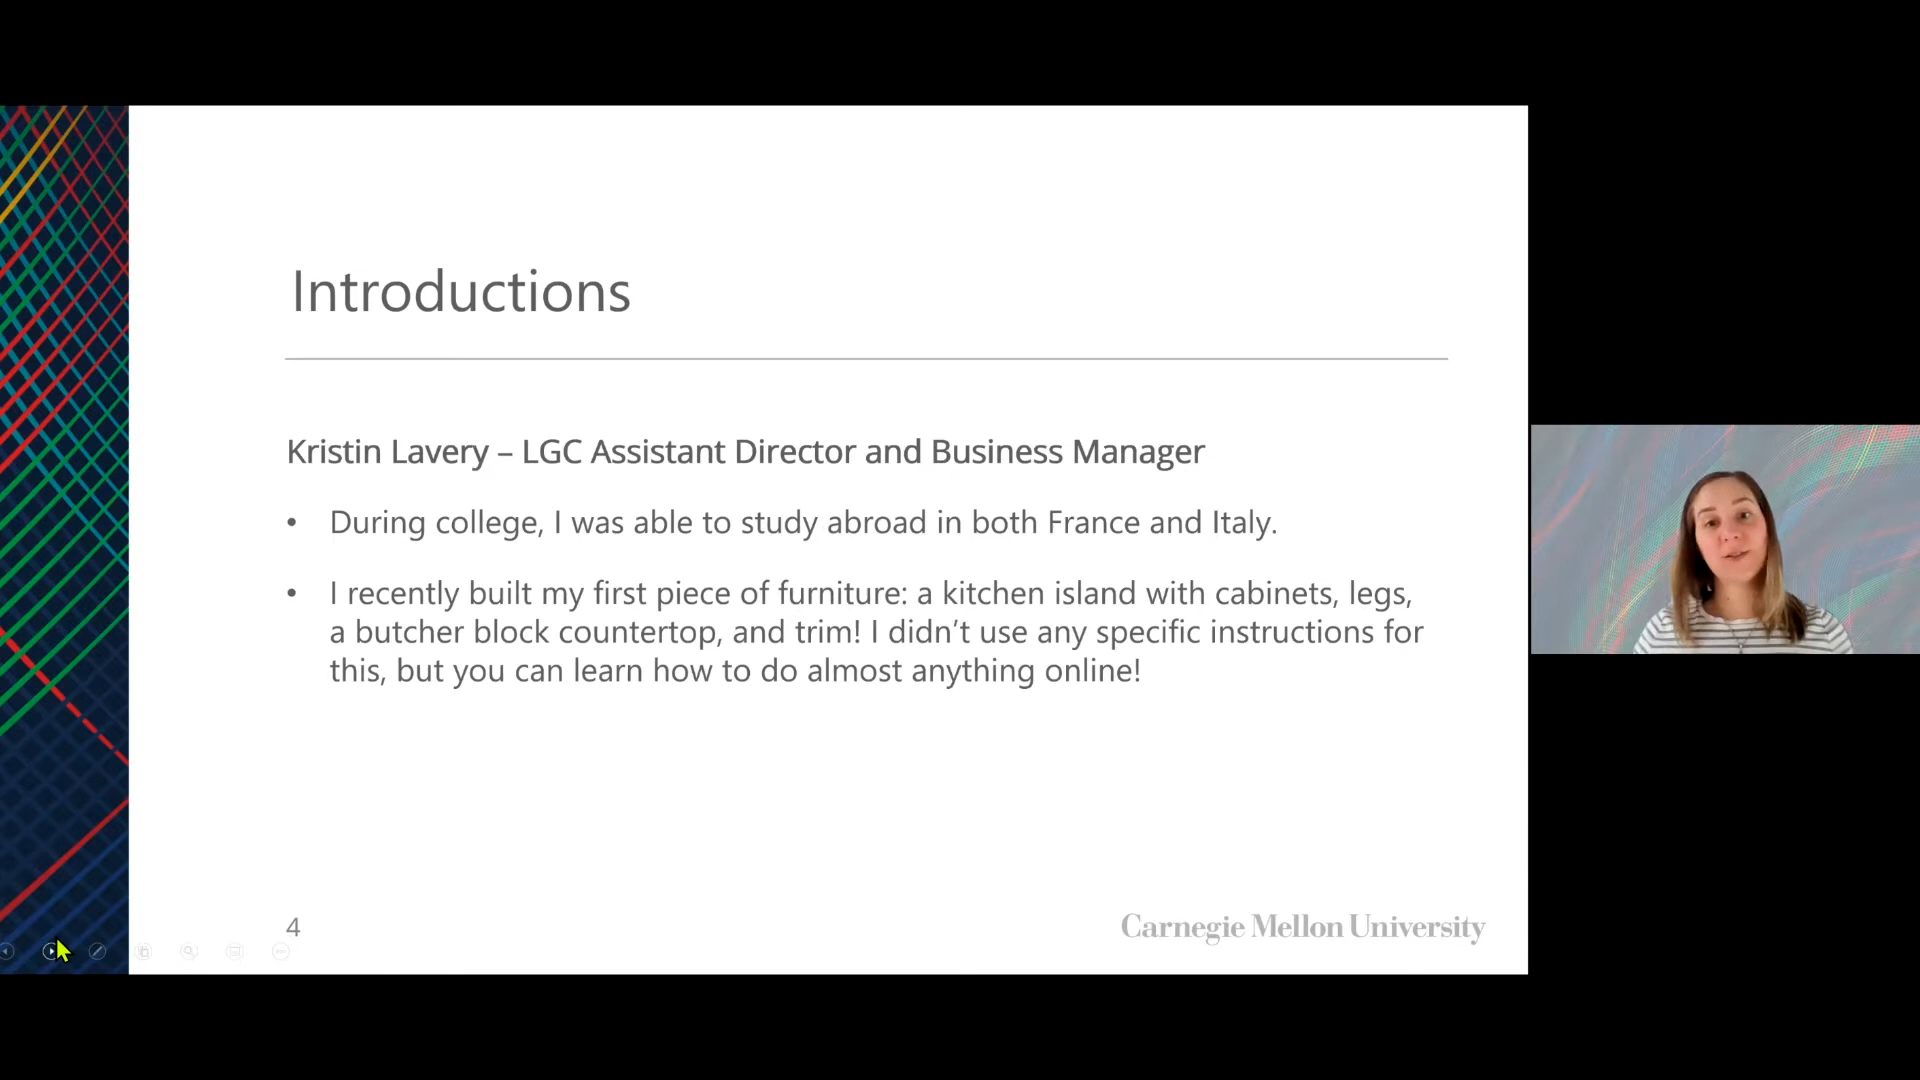 Introductions
Kristin Lavery – LGC Assistant Director and Business Manager
• During college, I was able to study abroad in both France and Italy.
• I recently built my first piece of furniture: a kitchen island with cabinets, legs,
a butcher block countertop, and trim! I didn’t use any specific instructions for
this, but you can learn how to do almost anything online!
4
Carnegie Mellon University